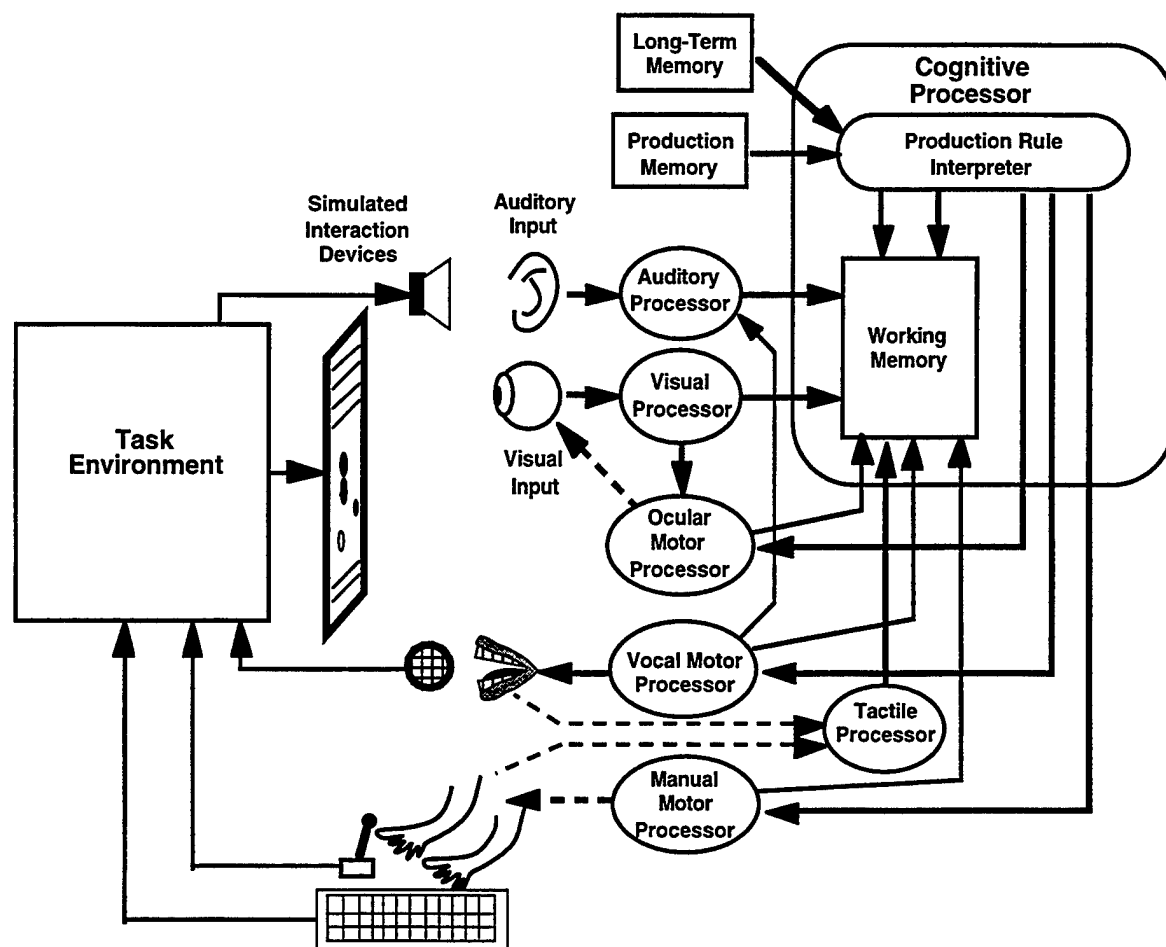 Long-Term
Memory
Cognitive
Processor
Production
Memory
Production Rule
Interpreter
Simulated
Interaction
Devices
Auditory
Input
Auditory
Processor
Working
Memory
Visual
Processor
Task
Environment
Visual
Input
Ocular
Motor
Processor
Vocal Motor
Processor
Tactile
Processor
Manual
Motor
Processor